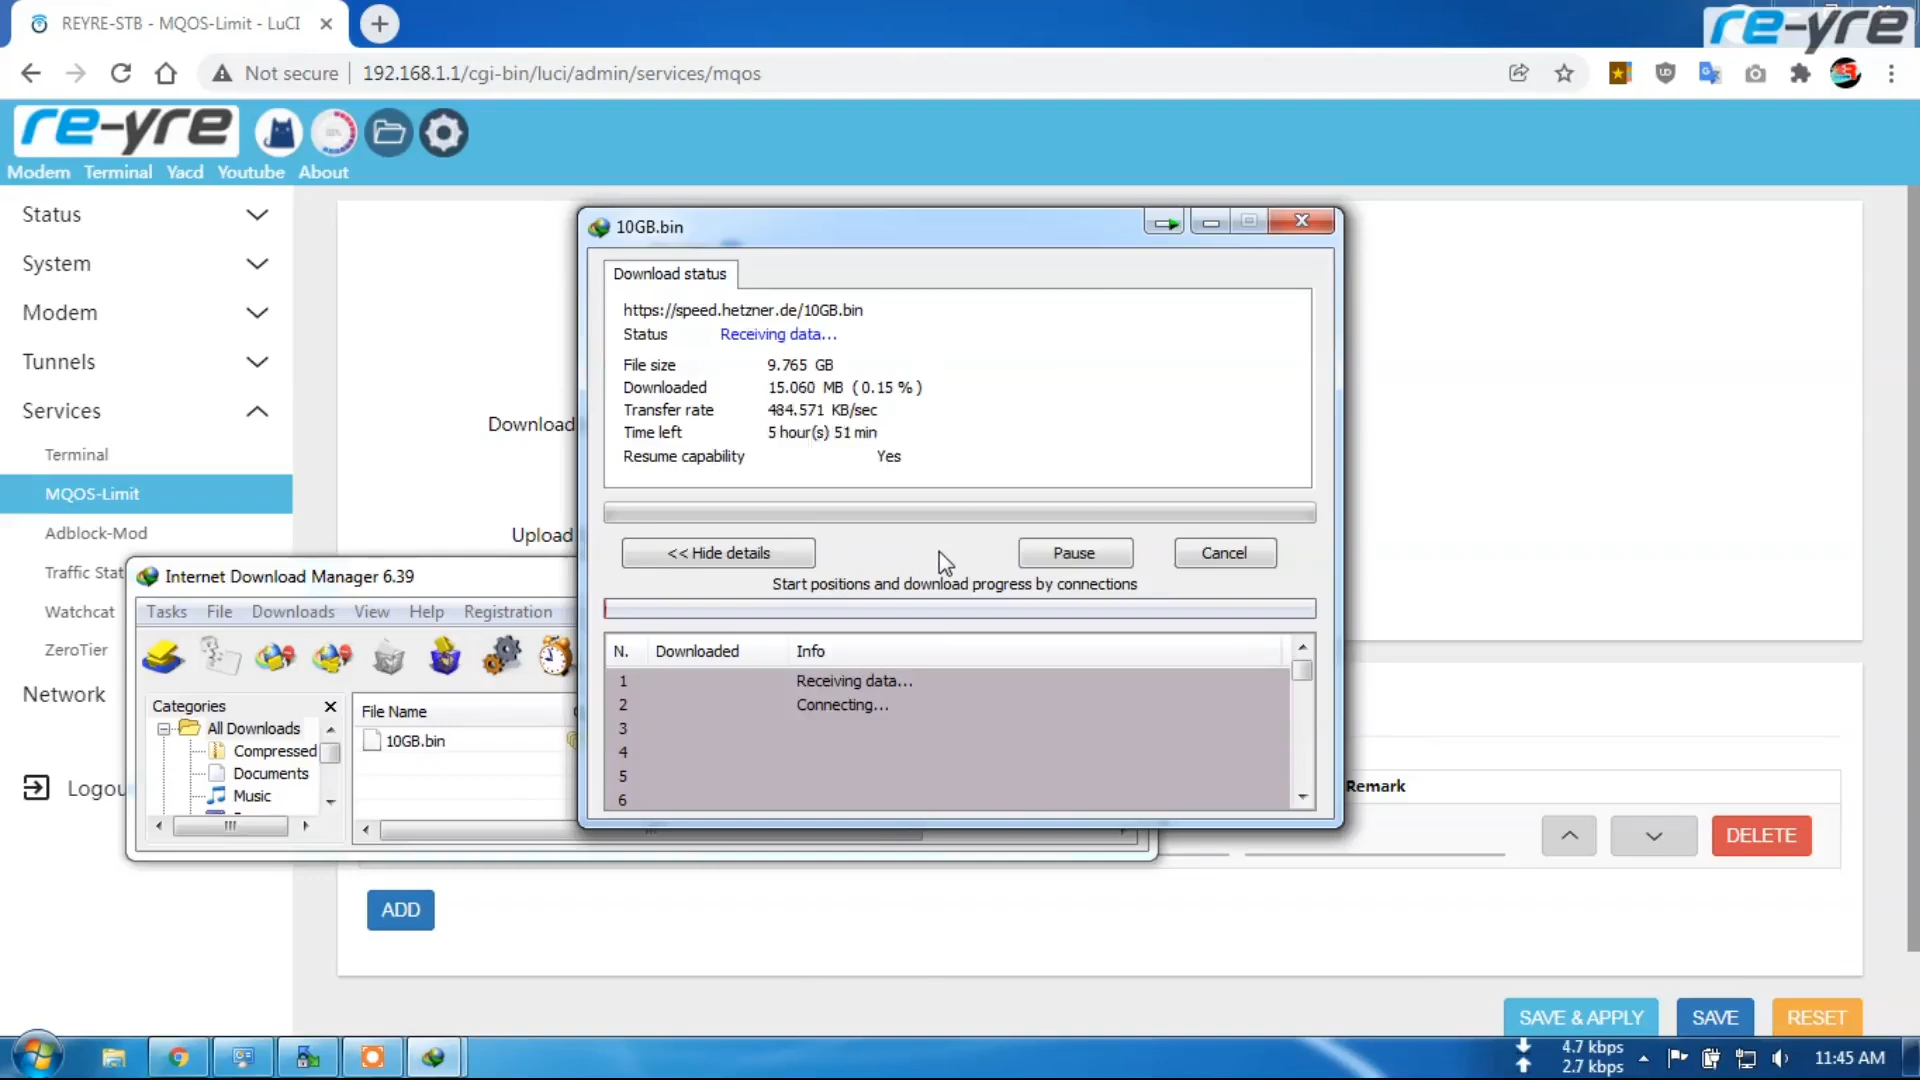 REYRE-STB - MQOS-Limit - LuCI
re-yre
Not secure
192.168.1.1/cgi-bin/luci/admin/services/mqos
re-yre
Modem Terminal Yacd Youtube About
Status
System
Modem
Tunnels
Services
Terminal
MQOS-Limit
Adblock-Mod
Traffic Stat
Watchcat
ZeroTier
Network
Logou
Download
Upload
10GB.bin
Download status
https://speed.hetzner.de/10GB.bin
Status Receiving data...
File size 9.765 GB
Downloaded 15.060 MB ( 0.15 % )
Transfer rate 484.571 KB/sec
Time left 5 hour(s) 51 min
Resume capability Yes
<< Hide details
Pause
Cancel
Start positions and download progress by connections
N. Downloaded Info
1 Receiving data...
2 Connecting...
3
4
5
6
Internet Download Manager 6.39
Tasks File Downloads View Help Registration
Categories
All Downloads
Compressed
Documents
Music
File Name
10GB.bin
Remark
DELETE
ADD
SAVE & APPLY
SAVE
RESET
4.7 kbps
2.7 kbps
11:45 AM